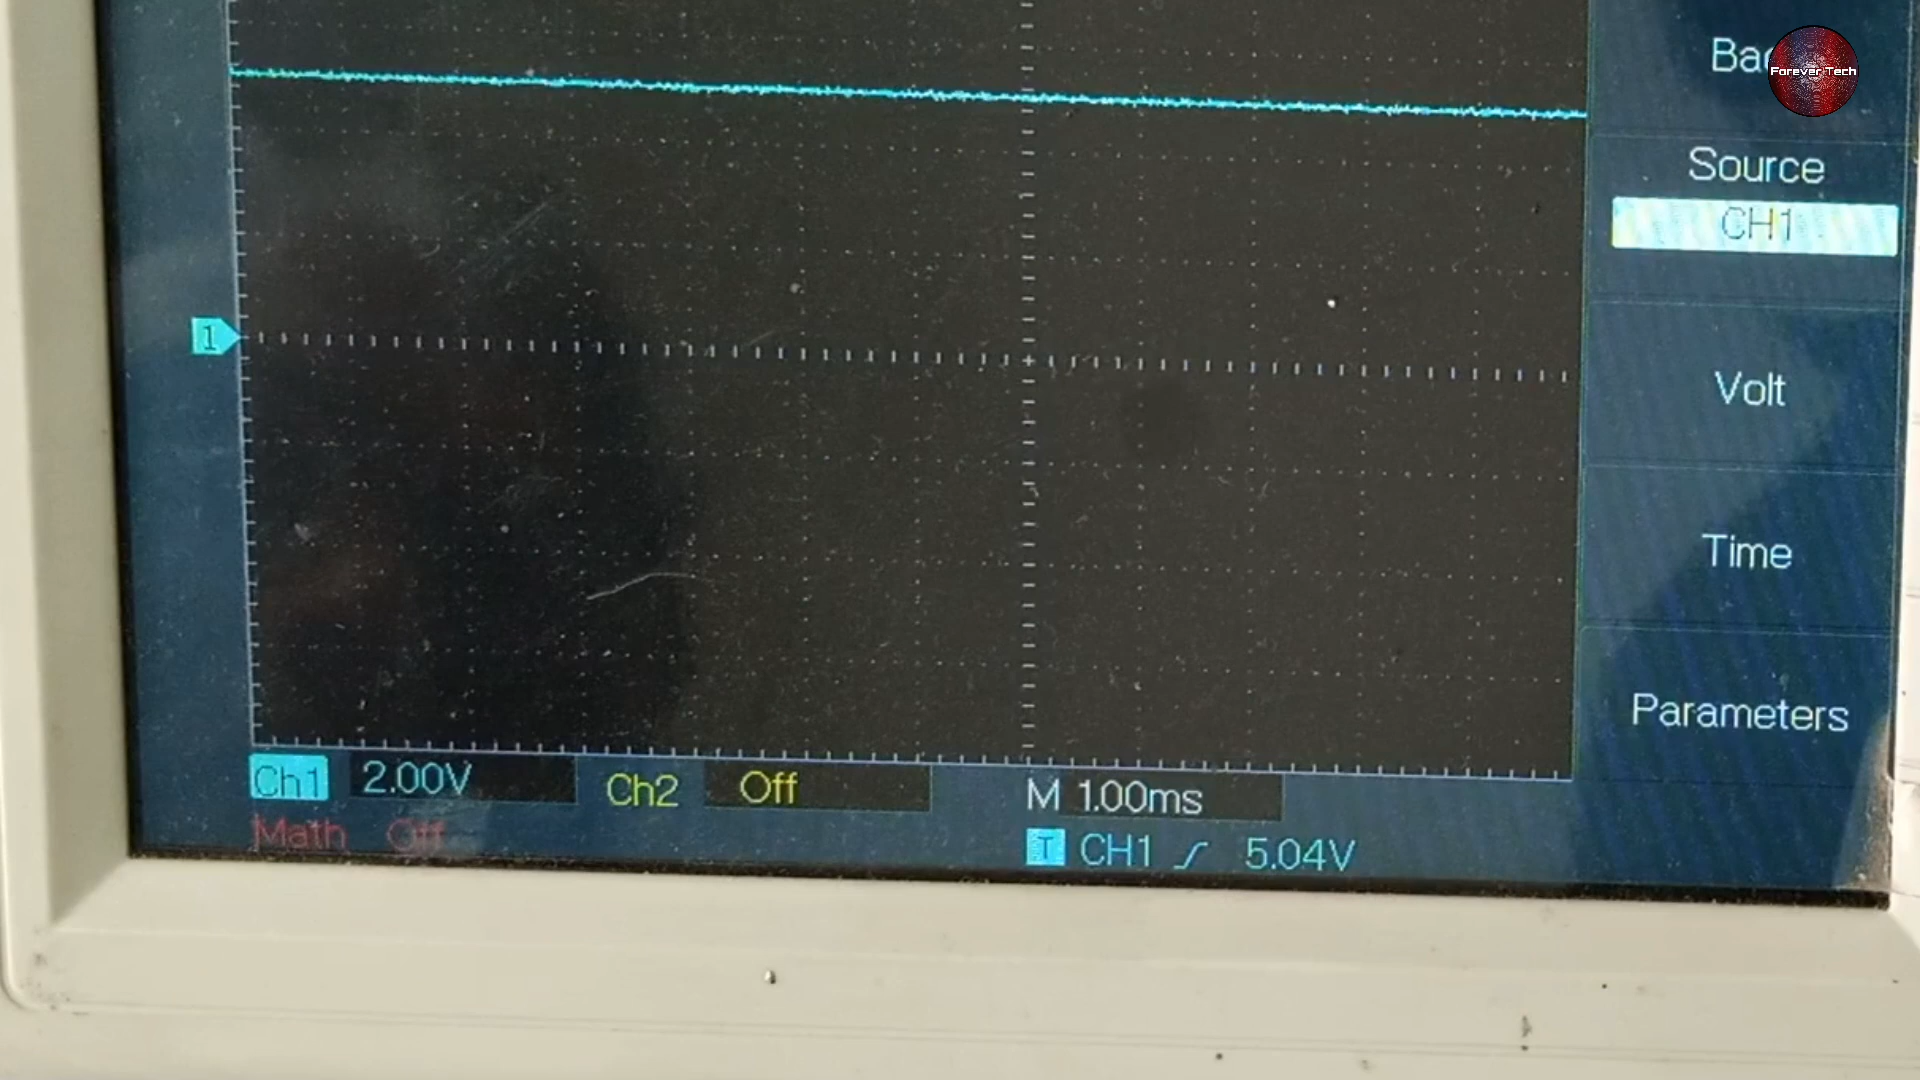 Forever Tech
Source
CH1
1
Volt
Time
Parameters
Ch1 2.00V Ch2 Off M 1.00ms
Math Off T CH1 5.04V